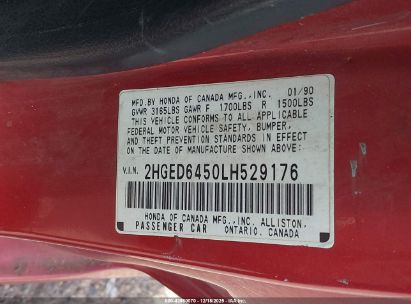 MFD. BY HONDA OF CANADA MFG., INC. 01/90
GVWR 3165LBS GAWR F 1700LBS R 1500LBS
THIS VEHICLE CONFORMS TO ALL APPLICABLE
FEDERAL MOTOR VEHICLE SAFETY, BUMPER,
AND THEFT PREVENTION STANDARDS IN EFFECT
ON THE DATE OF MANUFACTURE SHOWN ABOVE.
V.I.N. 2HGED6450LH529176
HONDA OF CANADA MFG., INC. ALLISTON,
PASSENGER CAR ONTARIO. CANADA